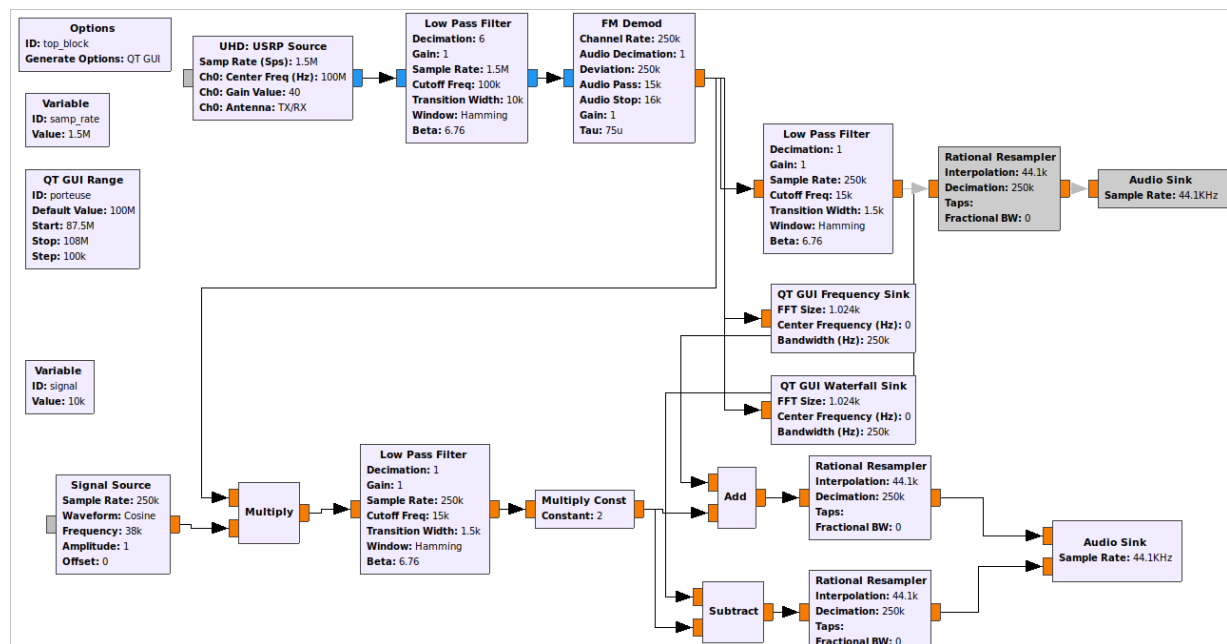 Options
ID: top_block
Generate Options: QT GUI
Variable
ID: samp_rate
Value: 1.5M
QT GUI Range
ID: porteuse
Default Value: 100M
Start: 87.5M
Stop: 108M
Step: 100k
Variable
ID: signal
Value: 10k
UHD: USRP Source
Samp Rate (Sps): 1.5M
Ch0: Center Freq (Hz): 100M
Ch0: Gain Value: 40
Ch0: Antenna: TX/RX
Low Pass Filter
Decimation: 6
Gain: 1
Sample Rate: 1.5M
Cutoff Freq: 100k
Transition Width: 10k
Window: Hamming
Beta: 6.76
FM Demod
Channel Rate: 250k
Audio Decimation: 1
Deviation: 250k
Audio Pass: 15k
Audio Stop: 16k
Gain: 1
Tau: 75u
Low Pass Filter
Decimation: 1
Gain: 1
Sample Rate: 250k
Cutoff Freq: 15k
Transition Width: 1.5k
Window: Hamming
Beta: 6.76
Rational Resampler
Interpolation: 44.1k
Decimation: 250k
Taps:
Fractional BW: 0
Audio Sink
Sample Rate: 44.1KHz
QT GUI Frequency Sink
FFT Size: 1.024k
Center Frequency (Hz): 0
Bandwidth (Hz): 250k
QT GUI Waterfall Sink
FFT Size: 1.024k
Center Frequency (Hz): 0
Bandwidth (Hz): 250k
Signal Source
Sample Rate: 250k
Waveform: Cosine
Frequency: 38k
Amplitude: 1
Offset: 0
Multiply
Low Pass Filter
Decimation: 1
Gain: 1
Sample Rate: 250k
Cutoff Freq: 15k
Transition Width: 1.5k
Window: Hamming
Beta: 6.76
Multiply Const
Constant: 2
Add
Rational Resampler
Interpolation: 44.1k
Decimation: 250k
Taps:
Fractional BW: 0
Subtract
Rational Resampler
Interpolation: 44.1k
Decimation: 250k
Taps:
Fractional BW: 0
Audio Sink
Sample Rate: 44.1KHz